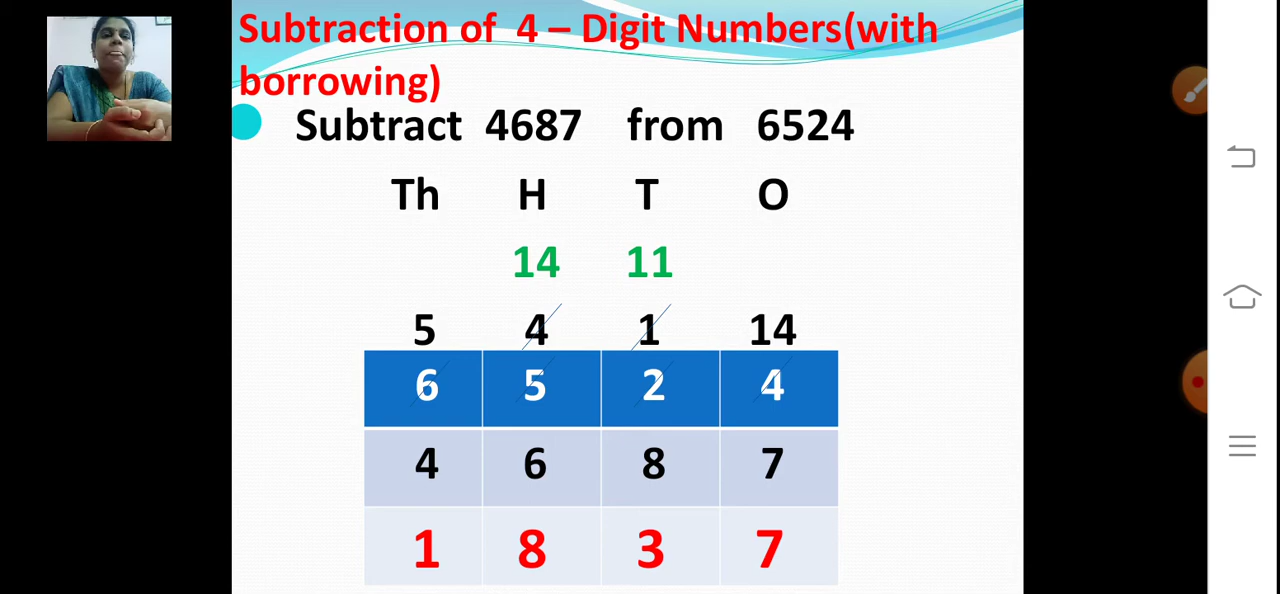 Subtraction of 4 – Digit Numbers(with
borrowing)
Subtract 4687 from 6524
Th H T O
14 11
5 4 1 14
6 5 2 4
4 6 8 7
1 8 3 7